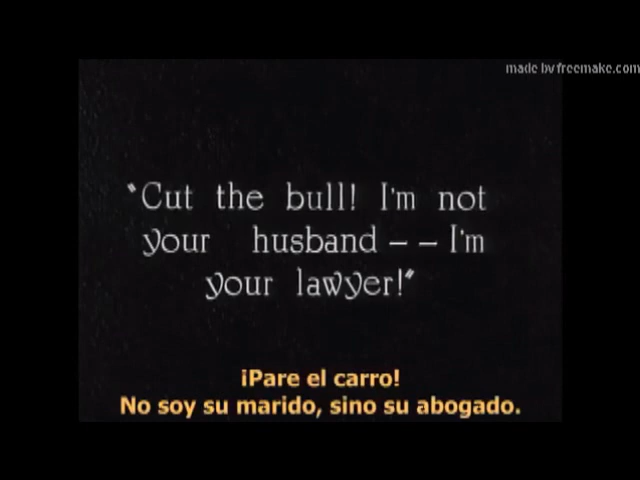 made by freemake.com
"Cut the bull! I'm not
your husband -- I'm
your lawyer!"
¡Pare el carro!
No soy su marido, sino su abogado.